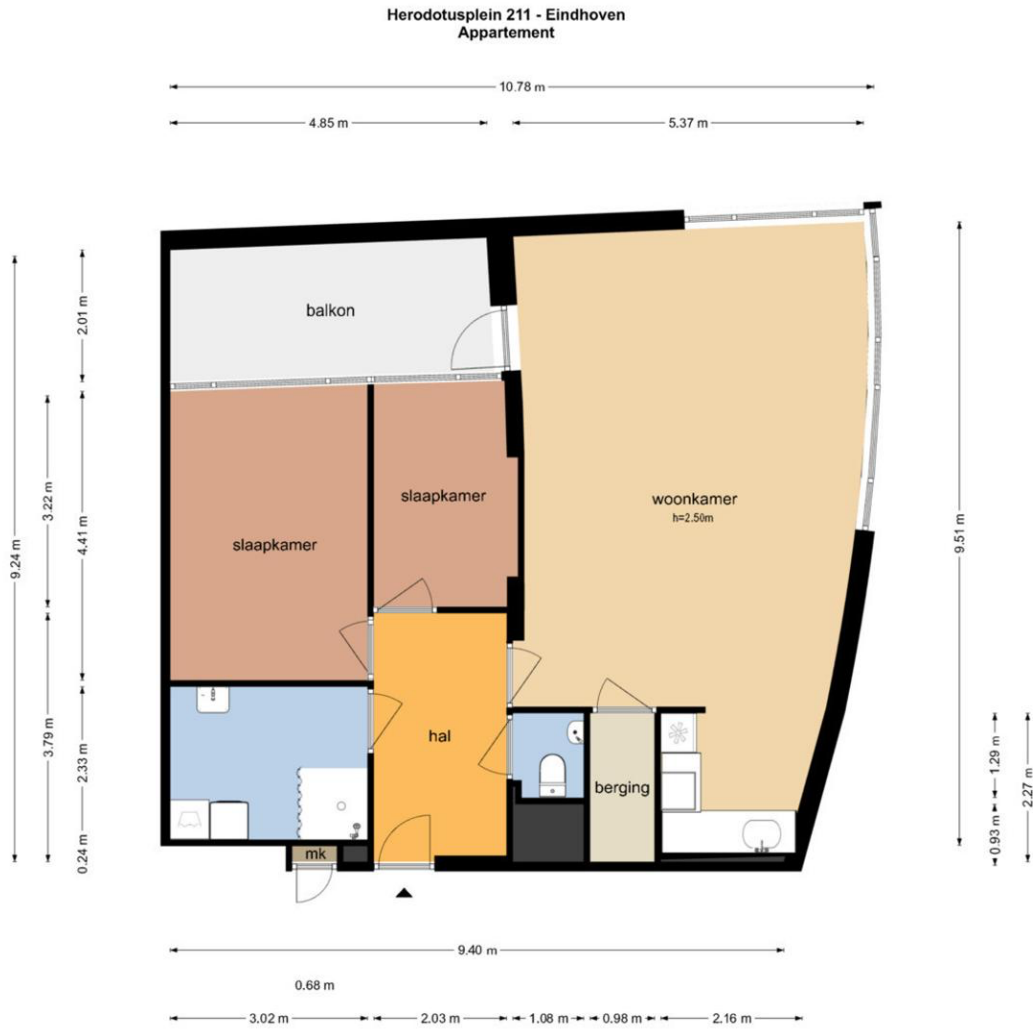 Herodotusplein 211 - Eindhoven
Appartement
10.78 m
4.85 m
5.37 m
balkon
2.01 m
9.24 m
3.22 m
4.41 m
slaapkamer
slaapkamer
woonkamer
h=2.50m
9.51 m
3.79 m
2.33 m
0.24 m
hal
berging
mk
1.29 m
0.93 m
2.27 m
9.40 m
0.68 m
3.02 m
2.03 m
1.08 m
0.98 m
2.16 m